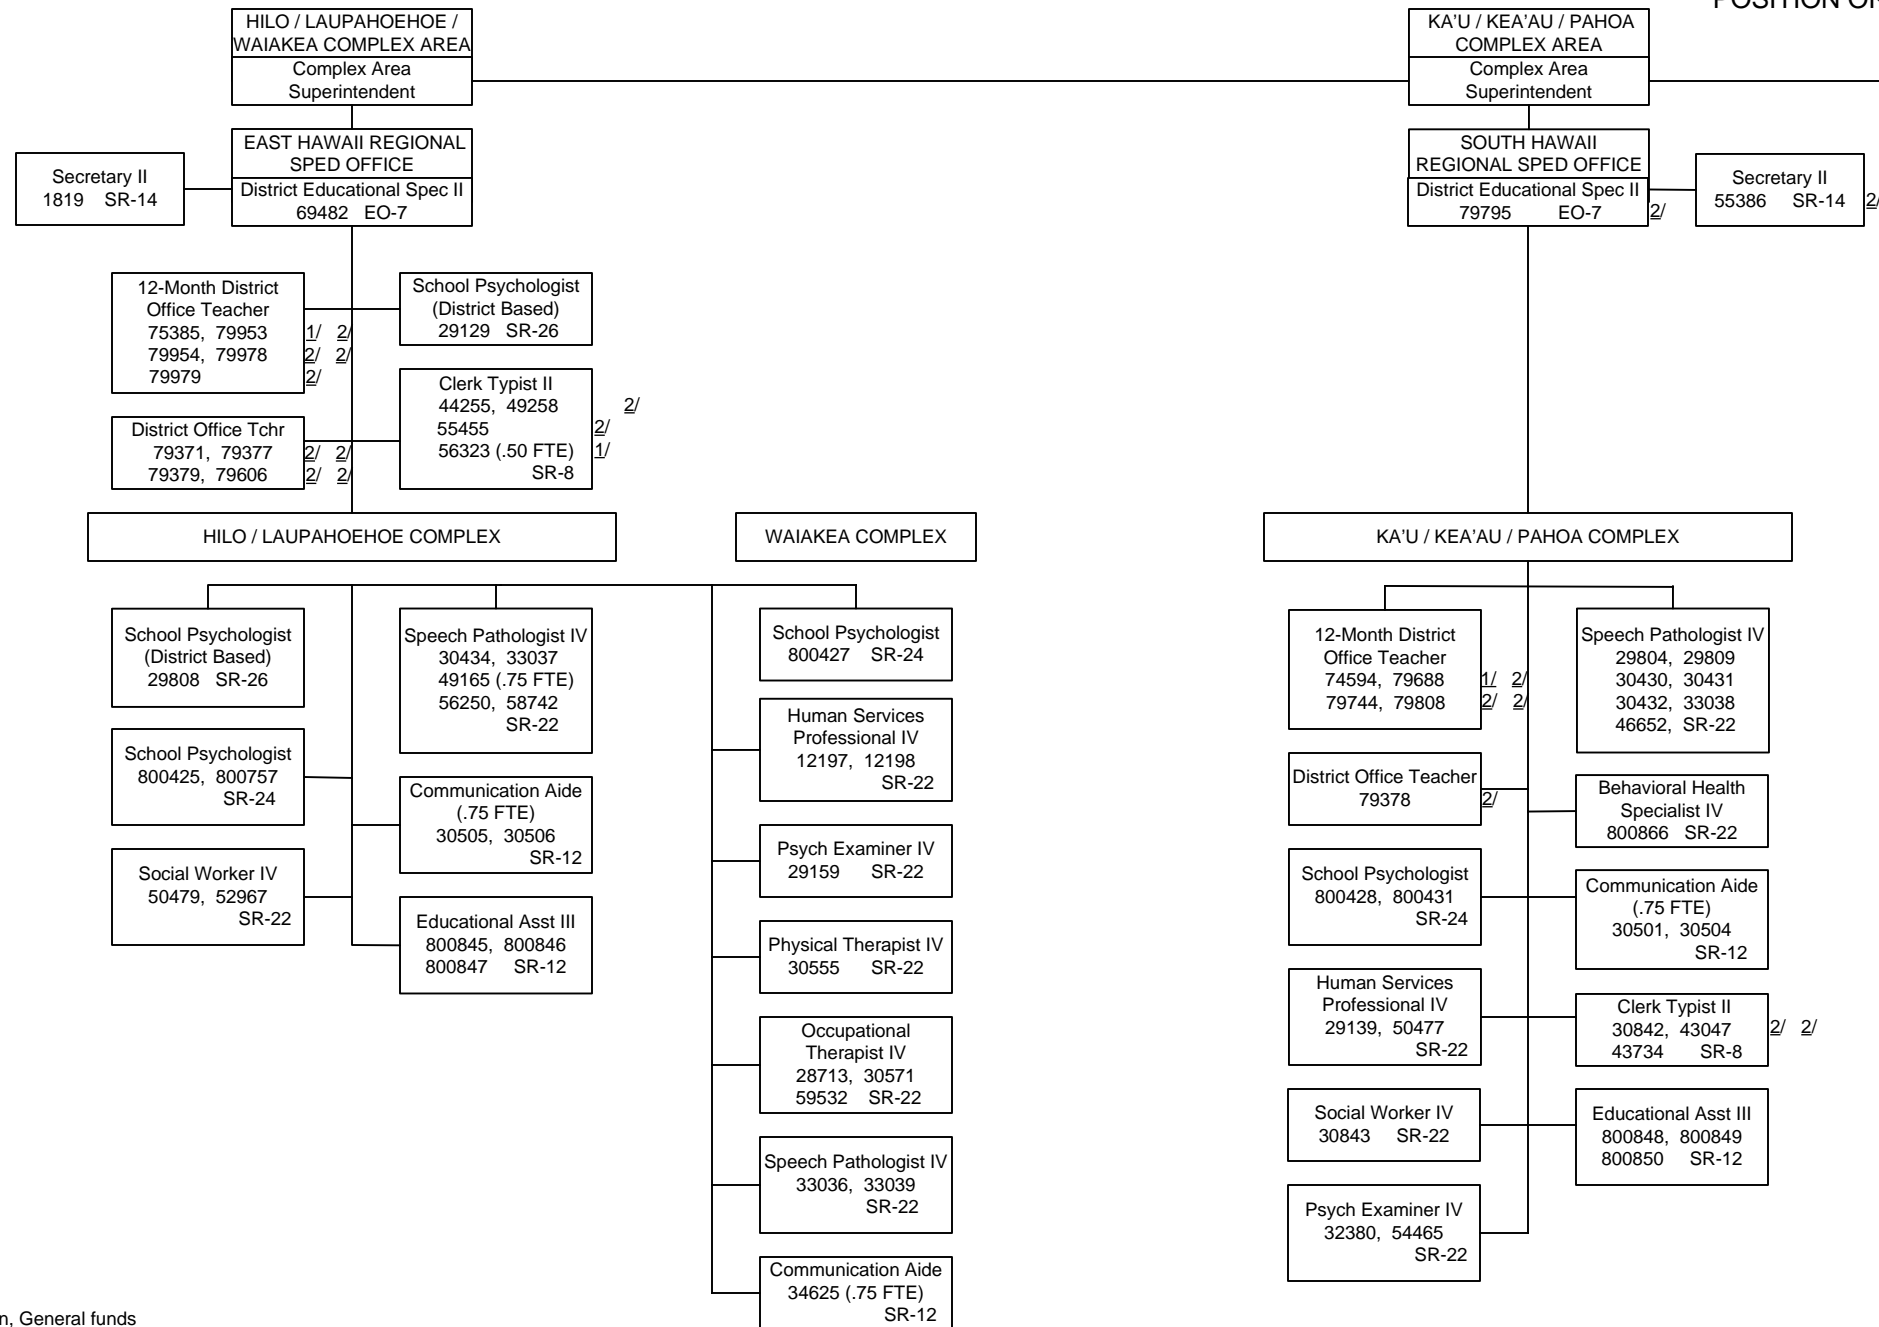 POSITION OR
HILO / LAUPAHOEHOE /
WAIAKEA COMPLEX AREA
Complex Area
Superintendent
EAST HAWAII REGIONAL
SPED OFFICE
District Educational Spec II
69482 EO-7
Secretary II
1819 SR-14
12-Month District
Office Teacher
75385, 79953 1/ 2/
79954, 79978 2/ 2/
79979 2/
School Psychologist
(District Based)
29129 SR-26
District Office Tchr
79371, 79377 2/ 2/
79379, 79606 2/ 2/
Clerk Typist II
44255, 49258 2/
55455 2/
56323 (.50 FTE) 1/
SR-8
HILO / LAUPAHOEHOE COMPLEX
School Psychologist
(District Based)
29808 SR-26
School Psychologist
800425, 800757
SR-24
Social Worker IV
50479, 52967
SR-22
Speech Pathologist IV
30434, 33037
49165 (.75 FTE)
56250, 58742
SR-22
Communication Aide
(.75 FTE)
30505, 30506
SR-12
Educational Asst III
800845, 800846
800847 SR-12
WAIAKEA COMPLEX
School Psychologist
800427 SR-24
Human Services
Professional IV
12197, 12198
SR-22
Psych Examiner IV
29159 SR-22
Physical Therapist IV
30555 SR-22
Occupational
Therapist IV
28713, 30571
59532 SR-22
Speech Pathologist IV
33036, 33039
SR-22
Communication Aide
34625 (.75 FTE)
SR-12
KA'U / KEA'AU / PAHOA
COMPLEX AREA
Complex Area
Superintendent
SOUTH HAWAII
REGIONAL SPED OFFICE
District Educational Spec II
79795 EO-7 2/
Secretary II
55386 SR-14 2/
KA'U / KEA'AU / PAHOA COMPLEX
12-Month District
Office Teacher
74594, 79688 1/ 2/
79744, 79808 2/ 2/
District Office Teacher
79378 2/
School Psychologist
800428, 800431
SR-24
Human Services
Professional IV
29139, 50477
SR-22
Social Worker IV
30843 SR-22
Psych Examiner IV
32380, 54465
SR-22
Speech Pathologist IV
29804, 29809
30430, 30431
30432, 33038
46652, SR-22
Behavioral Health
Specialist IV
800866 SR-22
Communication Aide
(.75 FTE)
30501, 30504
SR-12
Clerk Typist II
30842, 43047 2/ 2/
43734 SR-8
Educational Asst III
800848, 800849
800850 SR-12
n, General funds